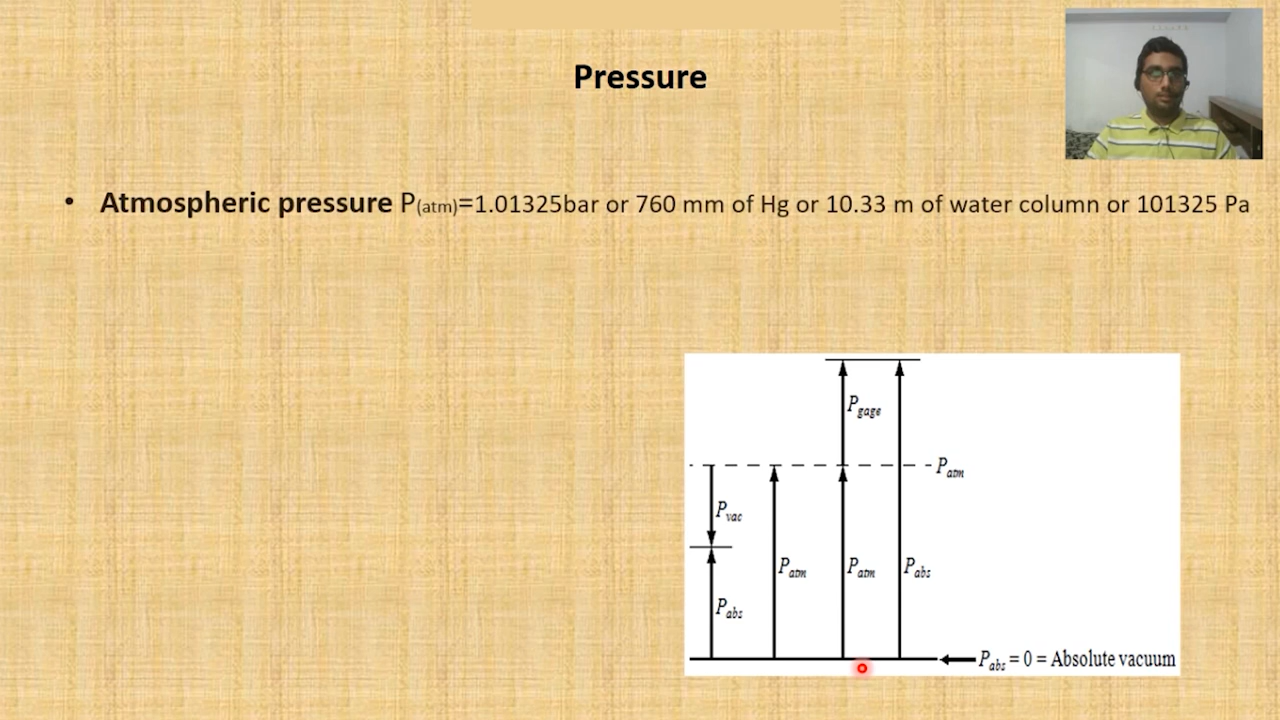 Pressure
• Atmospheric pressure P(atm)=1.01325bar or 760 mm of Hg or 10.33 m of water column or 101325 Pa
Pgage
Patm
Pvac
Patm
Patm
Pabs
Pabs
Pabs = 0 = Absolute vacuum